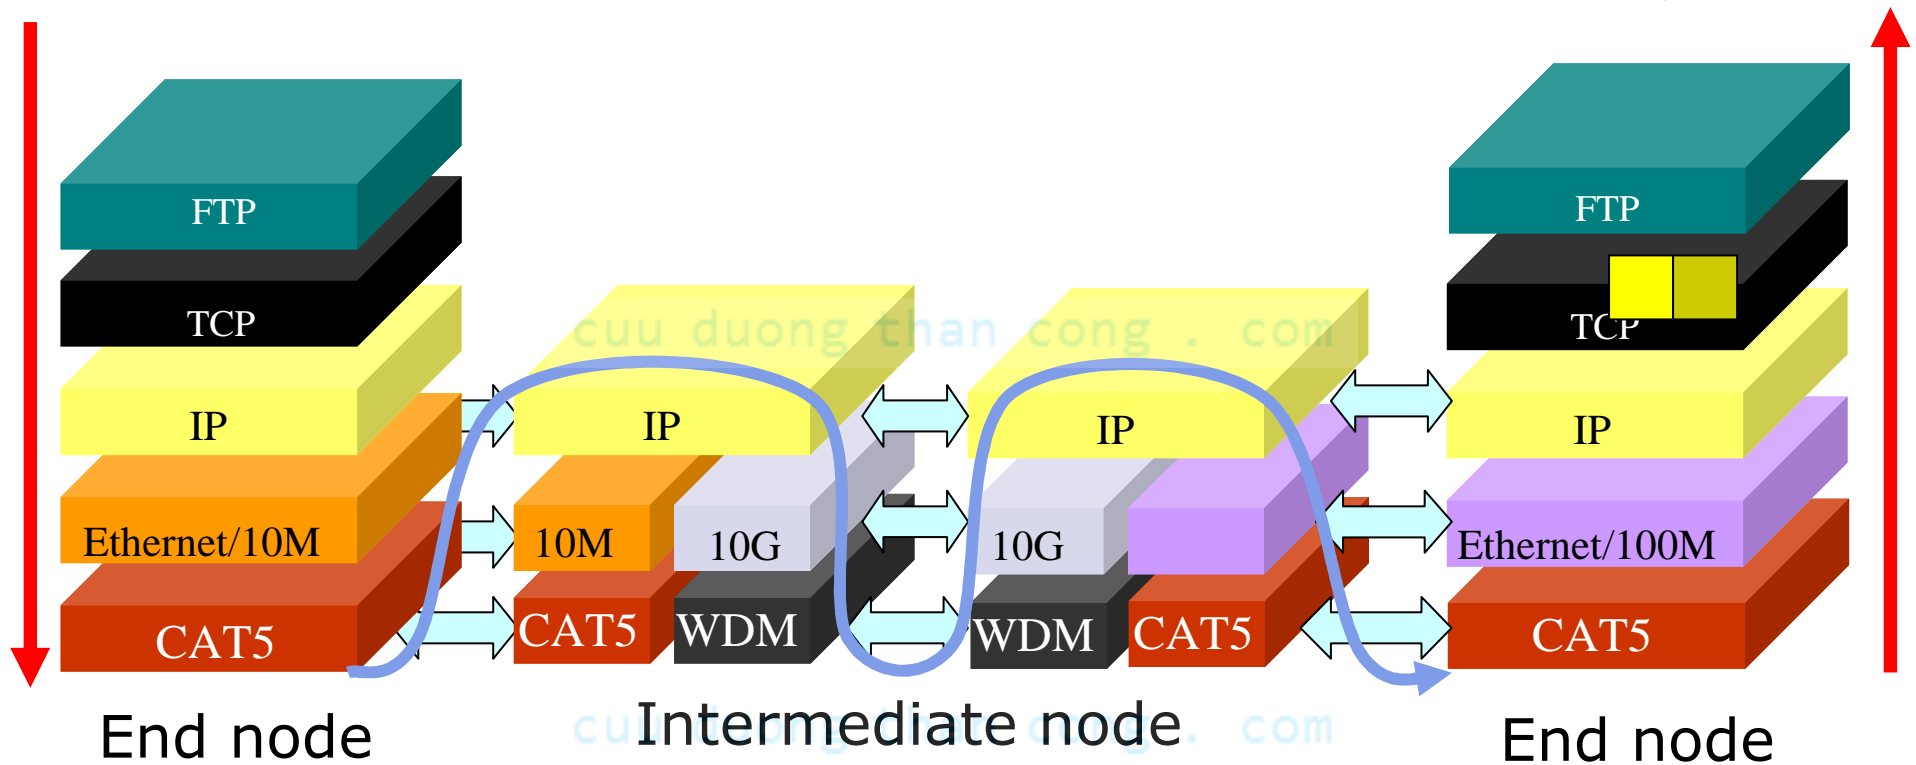 FTP
TCP
IP
Ethernet/10M
CAT5
End node
IP
10M
10G
CAT5
WDM
IP
10G
WDM
CAT5
Intermediate node
FTP
TCP
IP
Ethernet/100M
CAT5
End node
cuu duong than cong . com
cuu duong than cong . com